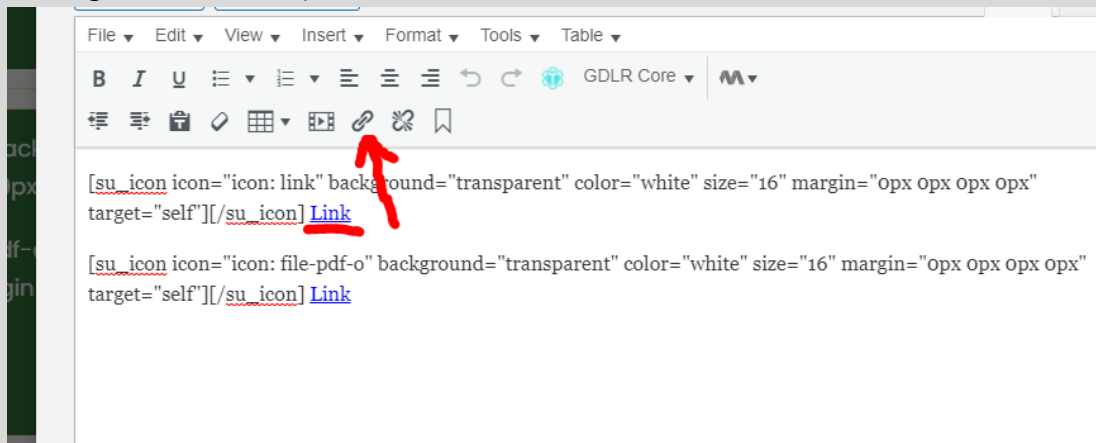 File Edit View Insert Format Tools Table
B I U GDLR Core
[su_icon icon="icon: link" background="transparent" color="white" size="16" margin="0px 0px 0px 0px"
target="self"][/su_icon] Link
[su_icon icon="icon: file-pdf-o" background="transparent" color="white" size="16" margin="0px 0px 0px 0px"
target="self"][/su_icon] Link